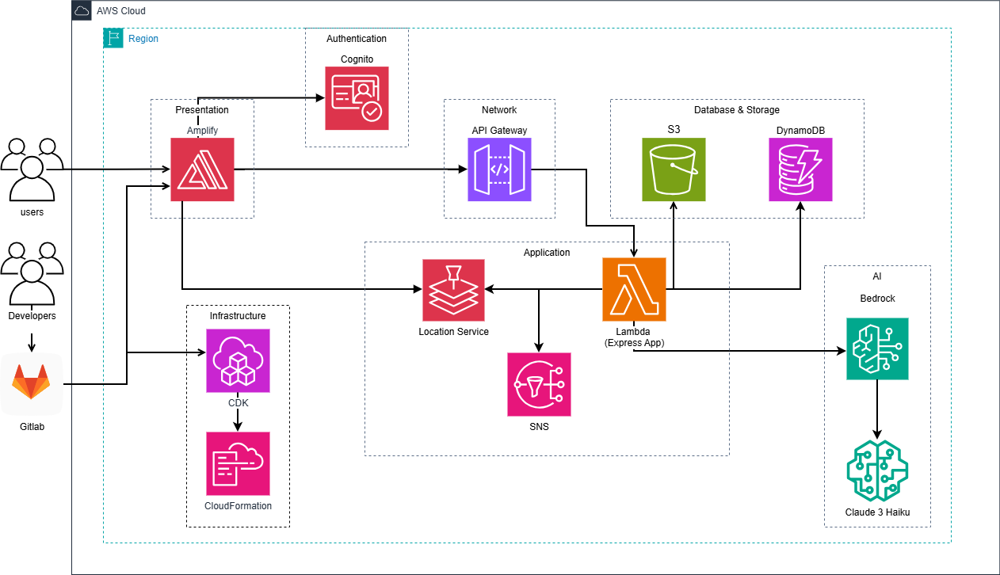 AWS Cloud
Region
Authentication
Cognito
Presentation
Amplify
Network
API Gateway
Database & Storage
S3
DynamoDB
users
Application
Location Service
Lambda
(Express App)
SNS
AI
Bedrock
Claude 3 Haiku
Developers
Gitlab
Infrastructure
CDK
CloudFormation